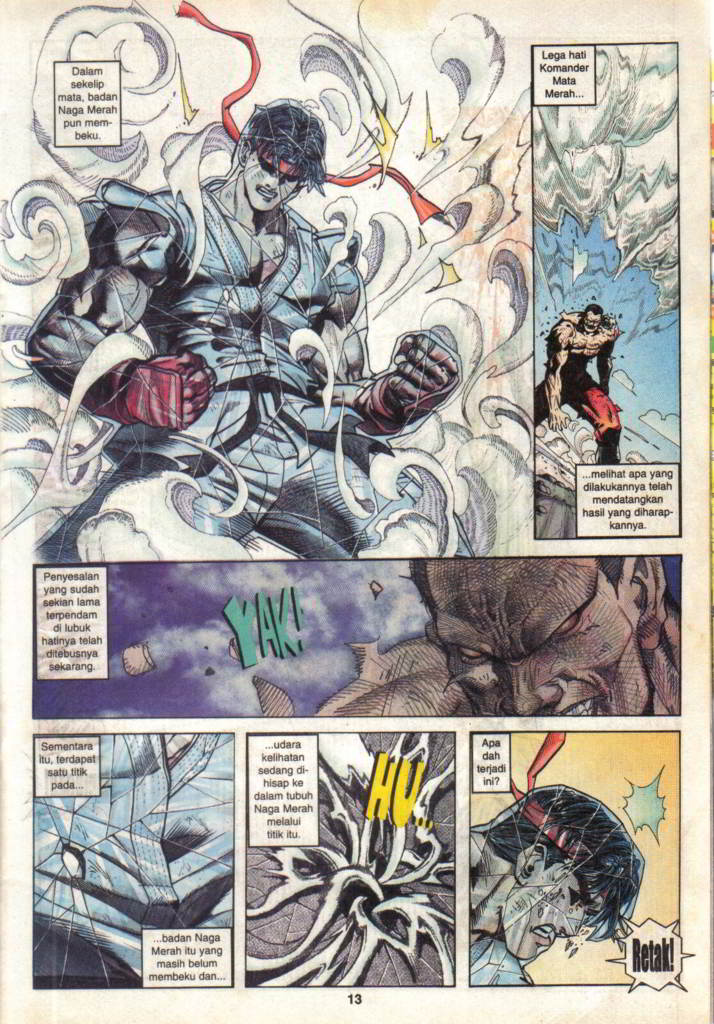 Dalam
sekelip
mata, badan
Naga Merah
pun mem-
beku.
Lega hati
Komander
Mata
Merah...
...melihat apa yang
dilakukannya telah
mendatangkan
hasil yang diharap-
kannya.
Penyesalan
yang sudah
sekian lama
terpendam
di lubuk
hatinya telah
ditebusnya
sekarang.
YAK!
Sementara
itu, terdapat
satu titik
pada...
...badan Naga
Merah itu yang
masih belum
membeku dan...
...udara
kelihatan
sedang di-
hisap ke
dalam tubuh
Naga Merah
melalui
titik itu.
HU...
Apa
dah
terjadi
ini?
Retak!
13